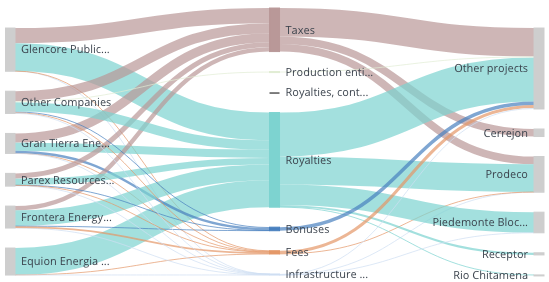 Glencore Public...
Other Companies
Gran Tierra Ene...
Parex Resources...
Frontera Energy...
Equion Energia ...
Taxes
Production enti...
Royalties, cont...
Royalties
Bonuses
Fees
Infrastructure ...
Other projects
Cerrejon
Prodeco
Piedemonte Bloc...
Receptor
Rio Chitamena